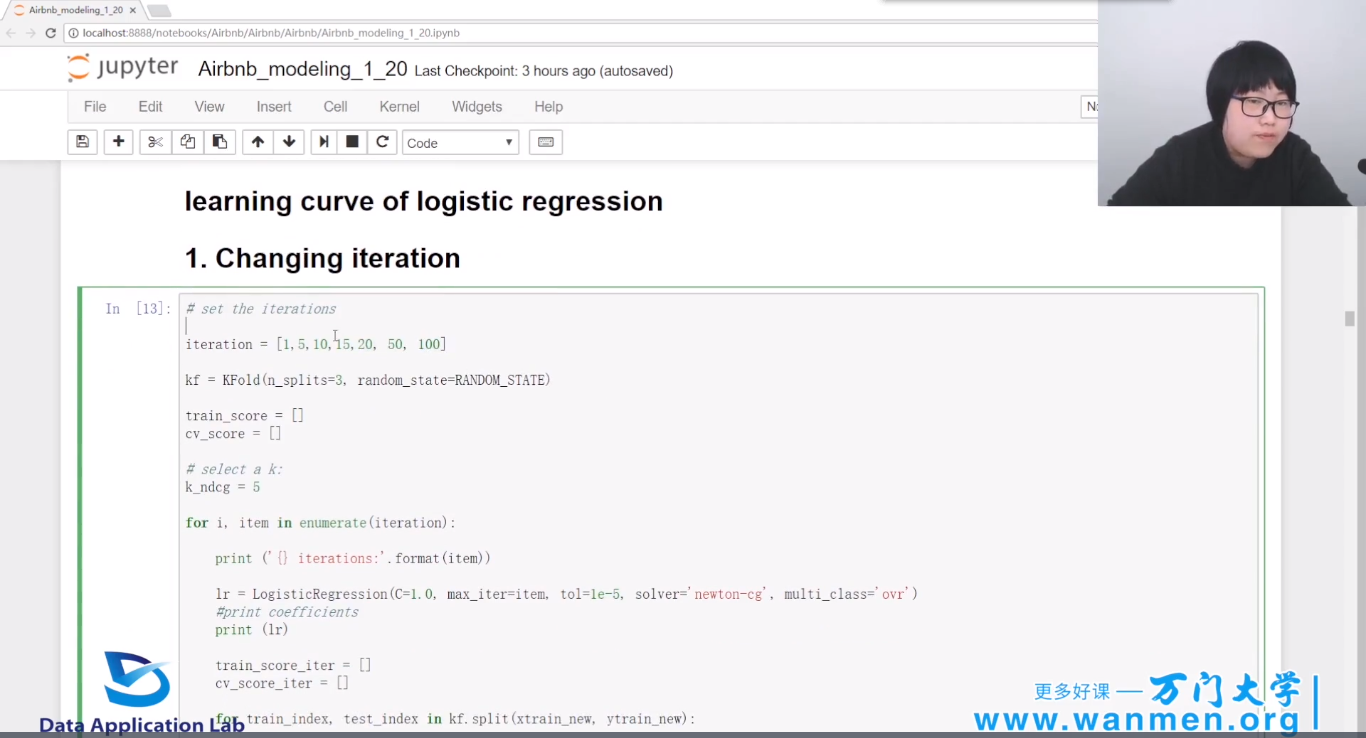 Airbnb_modeling_1_20
localhost:8888/notebooks/Airbnb/Airbnb/Airbnb/Airbnb_modeling_1_20.ipynb
jupyter Airbnb_modeling_1_20 Last Checkpoint: 3 hours ago (autosaved)
File Edit View Insert Cell Kernel Widgets Help
Code
learning curve of logistic regression
1. Changing iteration
In [13]:
# set the iterations
iteration = [1,5,10,15,20, 50, 100]
kf = KFold(n_splits=3, random_state=RANDOM_STATE)
train_score = []
cv_score = []
# select a k:
k_ndcg = 5
for i, item in enumerate(iteration):
print ('{} iterations:'.format(item))
lr = LogisticRegression(C=1.0, max_iter=item, tol=1e-5, solver='newton-cg', multi_class='ovr')
#print coefficients
print (lr)
train_score_iter = []
cv_score_iter = []
for train_index, test_index in kf.split(xtrain_new, ytrain_new):
Data Application Lab
更多好课 — 万门大学
www.wanmen.org